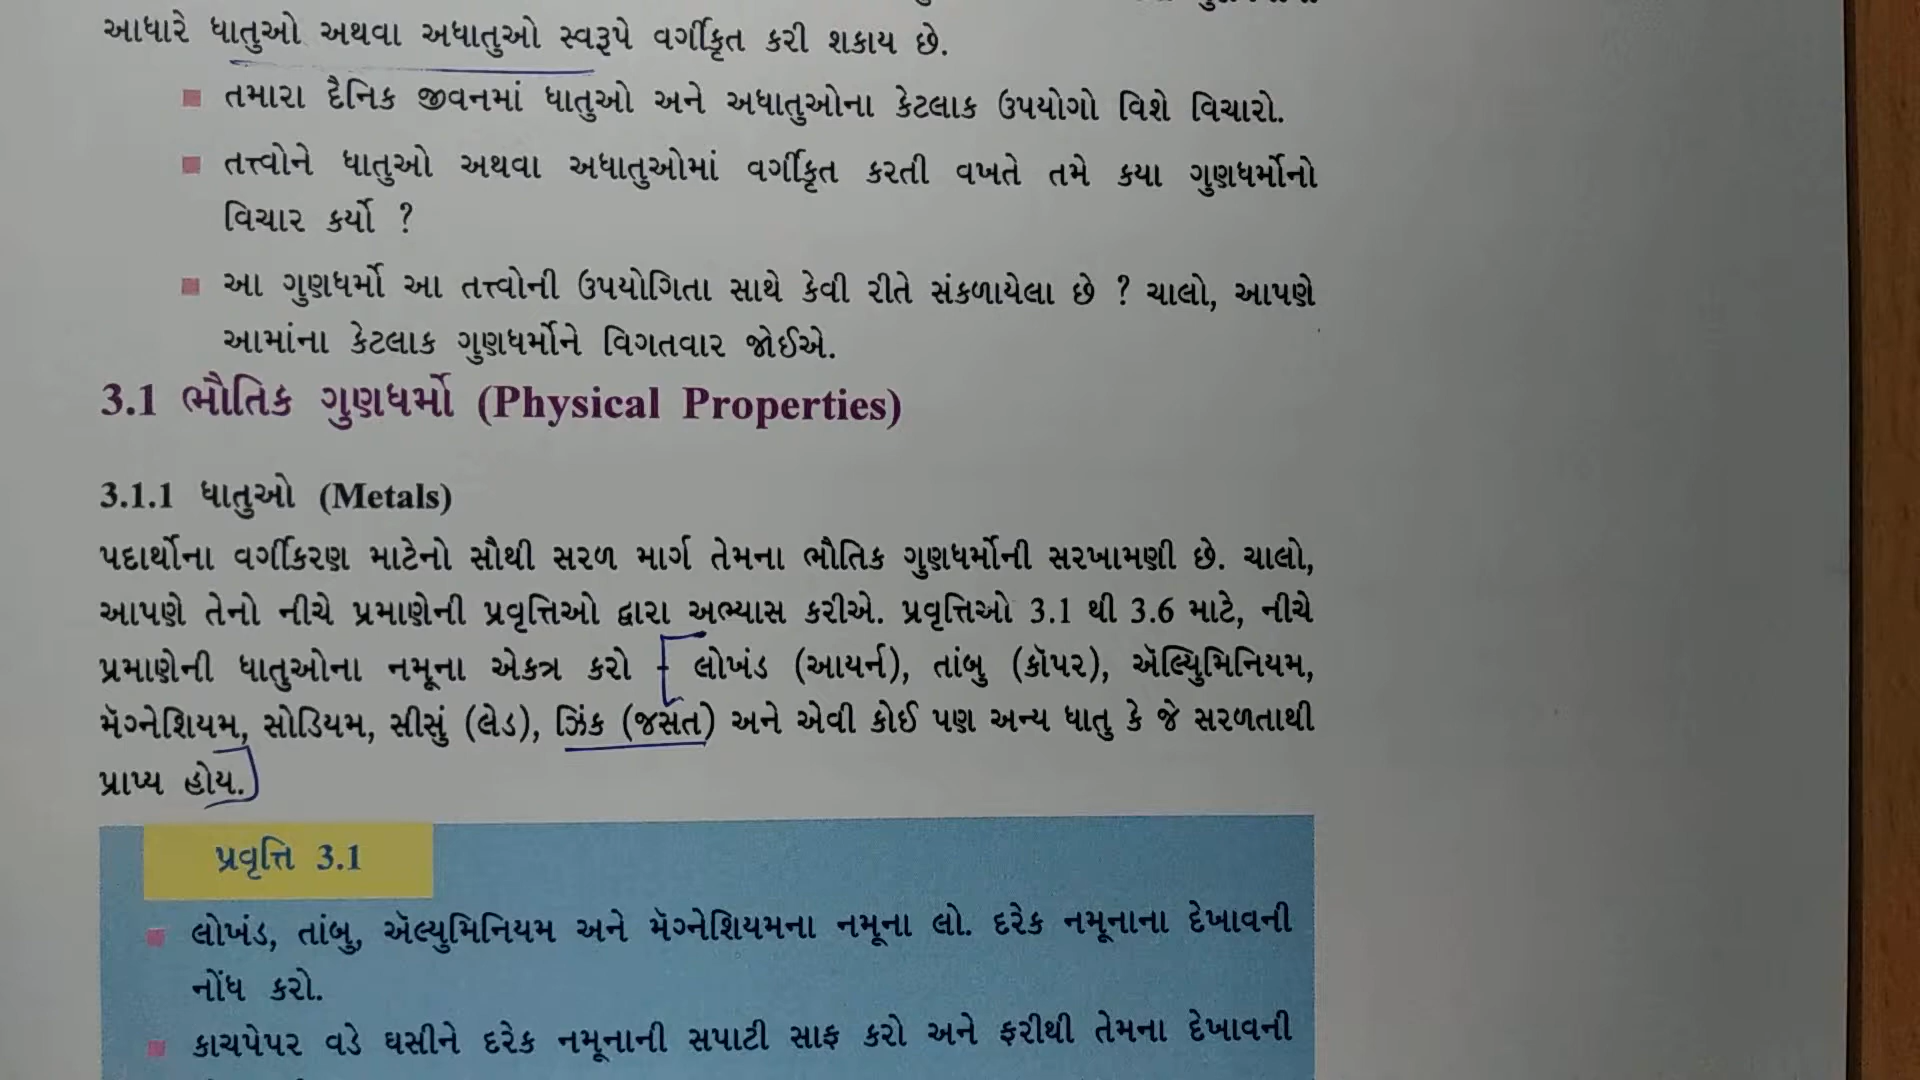 આધારે ધાતુઓ અથવા અધાતુઓ સ્વરૂપે વર્ગીકૃત કરી શકાય છે.
તમારા દૈનિક જીવનમાં ધાતુઓ અને અધાતુઓના કેટલાક ઉપયોગો વિશે વિચારો.
તત્ત્વોને ધાતુઓ અથવા અધાતુઓમાં વર્ગીકૃત કરતી વખતે તમે કયા ગુણધર્મોનો
વિચાર કર્યો ?
આ ગુણધર્મો આ તત્ત્વોની ઉપયોગિતા સાથે કેવી રીતે સંકળાયેલા છે ? ચાલો, આપણે
આમાંના કેટલાક ગુણધર્મોને વિગતવાર જોઈએ.
3.1 ભૌતિક ગુણધર્મો (Physical Properties)
3.1.1 ધાતુઓ (Metals)
પદાર્થોના વર્ગીકરણ માટેનો સૌથી સરળ માર્ગ તેમના ભૌતિક ગુણધર્મોની સરખામણી છે. ચાલો,
આપણે તેનો નીચે પ્રમાણેની પ્રવૃત્તિઓ દ્વારા અભ્યાસ કરીએ. પ્રવૃત્તિઓ 3.1 થી 3.6 માટે, નીચે
પ્રમાણેની ધાતુઓના નમૂના એકત્ર કરો - લોખંડ (આયર્ન), તાંબુ (કૉપર), ઍલ્યુમિનિયમ,
મૅગ્નેશિયમ, સોડિયમ, સીસું (લેડ), ઝિંક (જસત) અને એવી કોઈ પણ અન્ય ધાતુ કે જે સરળતાથી
પ્રાપ્ય હોય.
પ્રવૃત્તિ 3.1
લોખંડ, તાંબુ, ઍલ્યુમિનિયમ અને મૅગ્નેશિયમના નમૂના લો. દરેક નમૂનાના દેખાવની
નોંધ કરો.
કાચપેપર વડે ઘસીને દરેક નમૂનાની સપાટી સાફ કરો અને ફરીથી તેમના દેખાવની